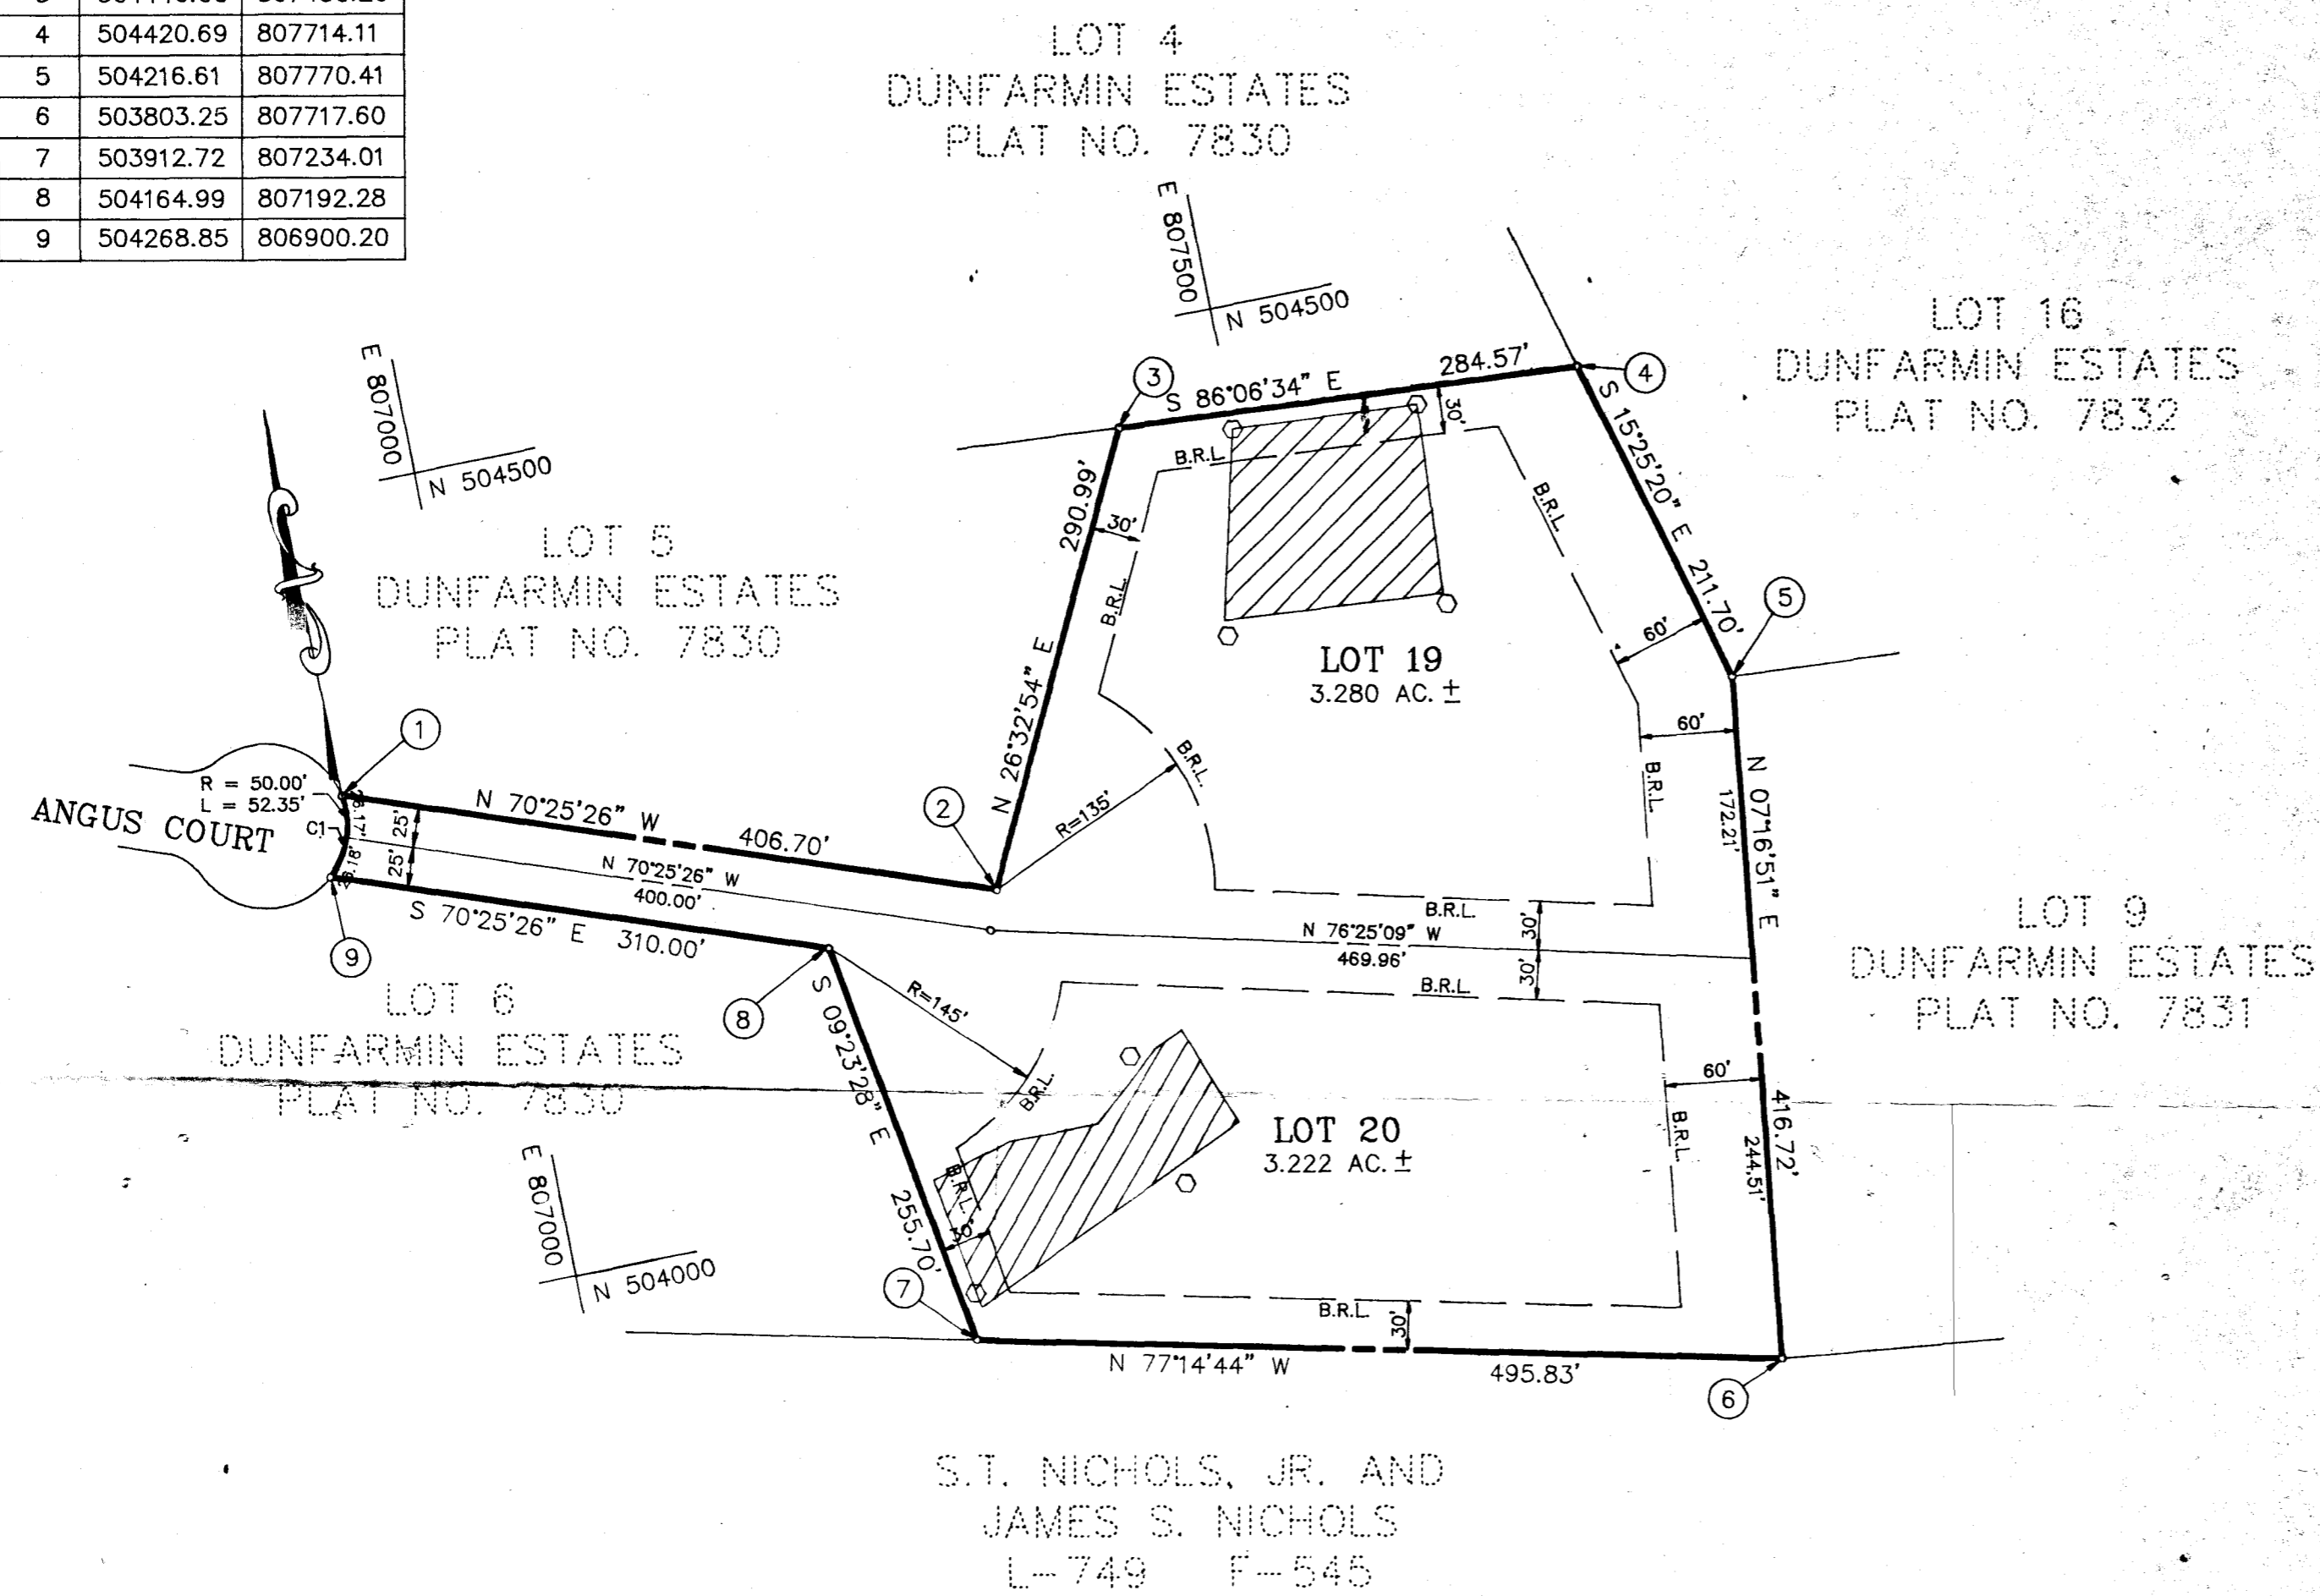 4 504420.69 807714.11
5 504216.61 807770.41
6 503803.25 807717.60
7 503912.72 807234.01
8 504164.99 807192.28
9 504268.85 806900.20
LOT 4
DUNFARMIN ESTATES
PLAT NO. 7830
E 807500
N 504500
LOT 16
DUNFARMIN ESTATES
PLAT NO. 7832
E 807000
N 504500
3
S 86°06'34" E 284.57'
4
30'
B.R.L.
S 15°25'20" E 211.70'
B.R.L.
290.99'
N 26°32'54" E
30'
B.R.L.
LOT 5
DUNFARMIN ESTATES
PLAT NO. 7830
5
60'
LOT 19
3.280 AC. ±
60'
B.R.L.
N 07°16'51" E
172.21'
1
R = 50.00'
L = 52.35'
ANGUS COURT
C1
26.17'
26.18'
25'
25'
N 70°25'26" W 406.70'
2
R=135'
B.R.L.
N 70°25'26" W
400.00'
S 70°25'26" E 310.00'
9
B.R.L.
30'
N 76°25'09" W
469.96'
30'
B.R.L.
LOT 9
DUNFARMIN ESTATES
PLAT NO. 7831
LOT 6
DUNFARMIN ESTATES
PLAT NO. 7830
8
R=145'
B.R.L.
S 09°23'28" E
255.70'
60'
B.R.L.
416.72'
244.51'
LOT 20
3.222 AC. ±
B.R.L.
30'
E 807000
N 504000
7
B.R.L.
30'
N 77°14'44" W 495.83'
6
S.T. NICHOLS, JR. AND
JAMES S. NICHOLS
L-749 F-545